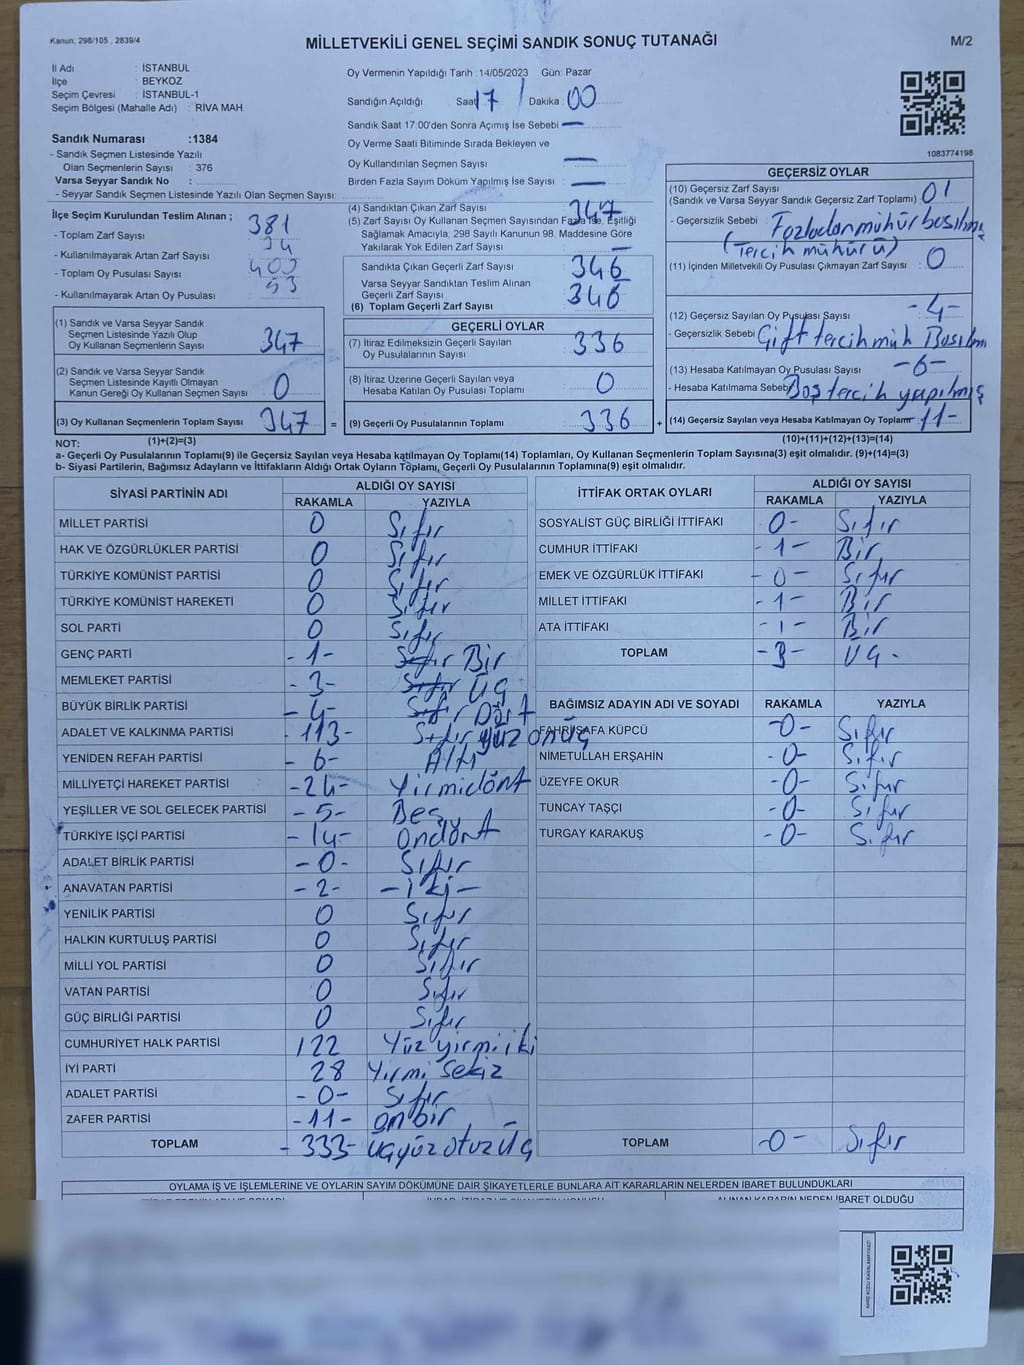 Kanun: 298/105 , 2839/4
MİLLETVEKİLİ GENEL SEÇİMİ SANDIK SONUÇ TUTANAĞI
M/2
İl Adı : İSTANBUL
İlçe : BEYKOZ
Seçim Çevresi : İSTANBUL-1
Seçim Bölgesi (Mahalle Adı) : RİVA MAH.
Sandık Numarası :1384
- Sandık Seçmen Listesinde Yazılı
Olan Seçmenlerin Sayısı : 376
Varsa Seyyar Sandık No :
- Seyyar Sandık Seçmen Listesinde Yazılı Olan Seçmen Sayısı:
Oy Vermenin Yapıldığı Tarih :14/05/2023 Gün: Pazar
Sandığın Açıldığı Saat 17 Dakika : 00
Sandık Saat 17:00'den Sonra Açımış İse Sebebi —
Oy Verme Saati Bitiminde Sırada Bekleyen ve
Oy Kullandırılan Seçmen Sayısı —
Birden Fazla Sayım Döküm Yapılmış İse Sayısı —
1083774198
İlçe Seçim Kurulundan Teslim Alınan ;
- Toplam Zarf Sayısı : 381
- Kullanılmayarak Artan Zarf Sayısı : 34
- Toplam Oy Pusulası Sayısı : 400
- Kullanılmayarak Artan Oy Pusulası : 53
(4) Sandıktan Çıkan Zarf Sayısı 347
(5) Zarf Sayısı Oy Kullanan Seçmen Sayısından Fazla İse, Eşitliği
Sağlamak Amacıyla; 298 Sayılı Kanunun 98. Maddesine Göre
Yakılarak Yok Edilen Zarf Sayısı : —
Sandıkta Çıkan Geçerli Zarf Sayısı 346
Varsa Seyyar Sandıktan Teslim Alınan
Geçerli Zarf Sayısı
(6) Toplam Geçerli Zarf Sayısı 346
GEÇERSİZ OYLAR
(10) Geçersiz Zarf Sayısı
(Sandık ve Varsa Seyyar Sandık Geçersiz Zarf Toplamı) 01
- Geçersizlik Sebebi : Fazladan mühür basılmış
(Tercih mühürü)
(11) İçinden Milletvekili Oy Pusulası Çıkmayan Zarf Sayısı : 0
(12) Geçersiz Sayılan Oy Pusulası Sayısı -4-
- Geçersizlik Sebebi Çift tercih müh Basılm
(13) Hesaba Katılmayan Oy Pusulası Sayısı -6-
- Hesaba Katılmama Sebebi Boş tercih yapılmış
(14) Geçersiz Sayılan veya Hesaba Katılmayan Oy Toplamı 11-
(10)+(11)+(12)+(13)=(14)
(1) Sandık ve Varsa Seyyar Sandık
Seçmen Listesinde Yazılı Olup
Oy Kullanan Seçmenlerin Sayısı 347
(2) Sandık ve Varsa Seyyar Sandık
Seçmen Listesinde Kayıtlı Olmayan
Kanun Gereği Oy Kullanan Seçmen Sayısı 0
(3) Oy Kullanan Seçmenlerin Toplam Sayısı 347 =
GEÇERLİ OYLAR
(7) İtiraz Edilmeksizin Geçerli Sayılan
Oy Pusulalarının Sayısı 336
(8) İtiraz Üzerine Geçerli Sayılan veya
Hesaba Katılan Oy Pusulası Toplamı 0
(9) Geçerli Oy Pusulalarının Toplamı 336 +
NOT: (1)+(2)=(3)
a- Geçerli Oy Pusulalarının Toplamı(9) ile Geçersiz Sayılan veya Hesaba katılmayan Oy Toplamı(14) Toplamları, Oy Kullanan Seçmenlerin Toplam Sayısına(3) eşit olmalıdır. (9)+(14)=(3)
b- Siyasi Partilerin, Bağımsız Adayların ve İttifakların Aldığı Ortak Oyların Toplamı, Geçerli Oy Pusulalarının Toplamına(9) eşit olmalıdır.
SİYASİ PARTİNİN ADI ALDIĞI OY SAYISI
RAKAMLA YAZIYLA
MİLLET PARTİSİ 0 Sıfır
HAK VE ÖZGÜRLÜKLER PARTİSİ 0 Sıfır
TÜRKİYE KOMÜNİST PARTİSİ 0 Sıfır
TÜRKİYE KOMÜNİST HAREKETİ 0 Sıfır
SOL PARTİ 0 Sıfır
GENÇ PARTİ -1- Sıfır Bir
MEMLEKET PARTİSİ -3- Sıfır Üç
BÜYÜK BİRLİK PARTİSİ -4- Sıfır Dört
ADALET VE KALKINMA PARTİSİ -113- Sıfır yüz onüç
YENİDEN REFAH PARTİSİ -6- Altı
MİLLİYETÇİ HAREKET PARTİSİ -24- Yirmidört
YEŞİLLER VE SOL GELECEK PARTİSİ -5- Beş
TÜRKİYE İŞÇİ PARTİSİ -14- Ondört
ADALET BİRLİK PARTİSİ -0- Sıfır
ANAVATAN PARTİSİ -2- -iki-
YENİLİK PARTİSİ 0 Sıfır
HALKIN KURTULUŞ PARTİSİ 0 Sıfır
MİLLİ YOL PARTİSİ 0 Sıfır
VATAN PARTİSİ 0 Sıfır
GÜÇ BİRLİĞİ PARTİSİ 0 Sıfır
CUMHURİYET HALK PARTİSİ 122 Yüz yirmi iki
İYİ PARTİ 28 Yirmi Sekiz
ADALET PARTİSİ -0- Sıfır
ZAFER PARTİSİ -11- onbir
TOPLAM -333- üçyüz otuz üç
İTTİFAK ORTAK OYLARI ALDIĞI OY SAYISI
RAKAMLA YAZIYLA
SOSYALİST GÜÇ BİRLİĞİ İTTİFAKI 0- Sıfır
CUMHUR İTTİFAKI -1- Bir
EMEK VE ÖZGÜRLÜK İTTİFAKI -0- Sıfır
MİLLET İTTİFAKI -1- Bir
ATA İTTİFAKI -1- Bir
TOPLAM -3- ÜÇ-
BAĞIMSIZ ADAYIN ADI VE SOYADI RAKAMLA YAZIYLA
FAHRİ SAFA KÜPCÜ -0- Sıfır
NİMETULLAH ERŞAHİN -0- Sıfır
ÜZEYFE OKUR -0- Sıfır
TUNCAY TAŞÇI -0- Sıfır
TURGAY KARAKUŞ -0- Sıfır
TOPLAM -0- Sıfır
OYLAMA İŞ VE İŞLEMLERİNE VE OYLARIN SAYIM DÖKÜMÜNE DAİR ŞİKAYETLERLE BUNLARA AİT KARARLARIN NELERDEN İBARET BULUNDUKLARI
ALINAN KARARIN NEDEN İBARET OLDUĞU